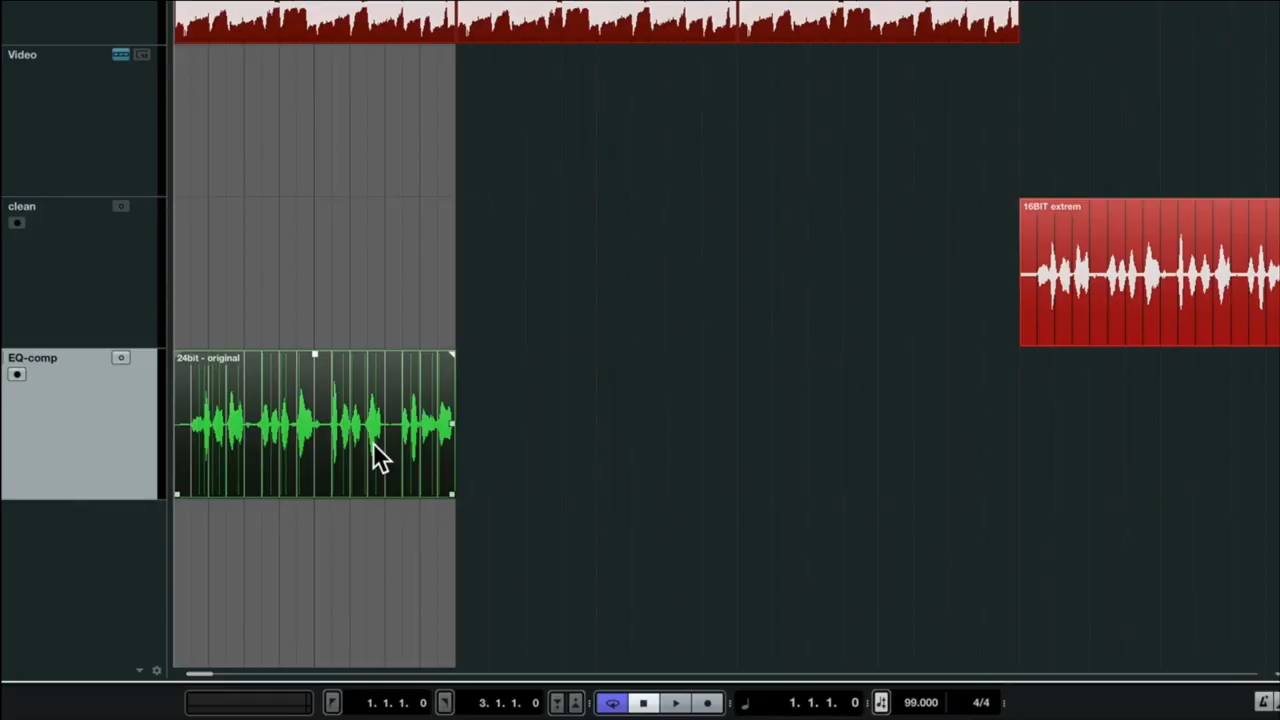 Video
clean
16BIT extrem
EQ-comp
24bit - original
1. 1. 1. 0
3. 1. 1. 0
1. 1. 1. 0
99.000
4/4